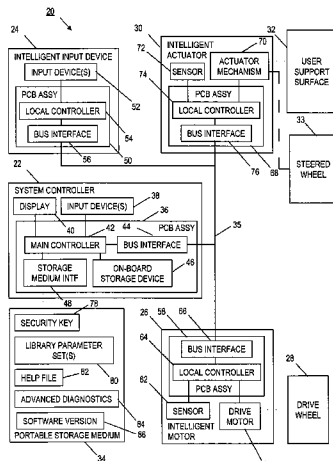 20
24
INTELLIGENT INPUT DEVICE
INPUT DEVICE(S)
52
PCB ASSY
LOCAL CONTROLLER
54
BUS INTERFACE
56
50
30
INTELLIGENT ACTUATOR
70
72
SENSOR
ACTUATOR
MECHANISM
74
PCB ASSY
LOCAL CONTROLLER
BUS INTERFACE
76
68
32
USER
SUPPORT
SURFACE
33
STEERED
WHEEL
22
SYSTEM CONTROLLER
38
DISPLAY
INPUT DEVICE(S)
36
40
42
44
PCB ASSY
MAIN CONTROLLER
BUS INTERFACE
46
STORAGE
MEDIUM INTF
ON-BOARD
STORAGE DEVICE
48
35
78
SECURITY KEY
LIBRARY PARAMETER
SET(S)
80
HELP FILE
82
ADVANCED DIAGNOSTICS
84
SOFTWARE VERSION
86
PORTABLE STORAGE MEDIUM
34
26
58
66
BUS INTERFACE
64
LOCAL CONTROLLER
PCB ASSY
62
SENSOR
DRIVE
MOTOR
INTELLIGENT
MOTOR
28
DRIVE
WHEEL